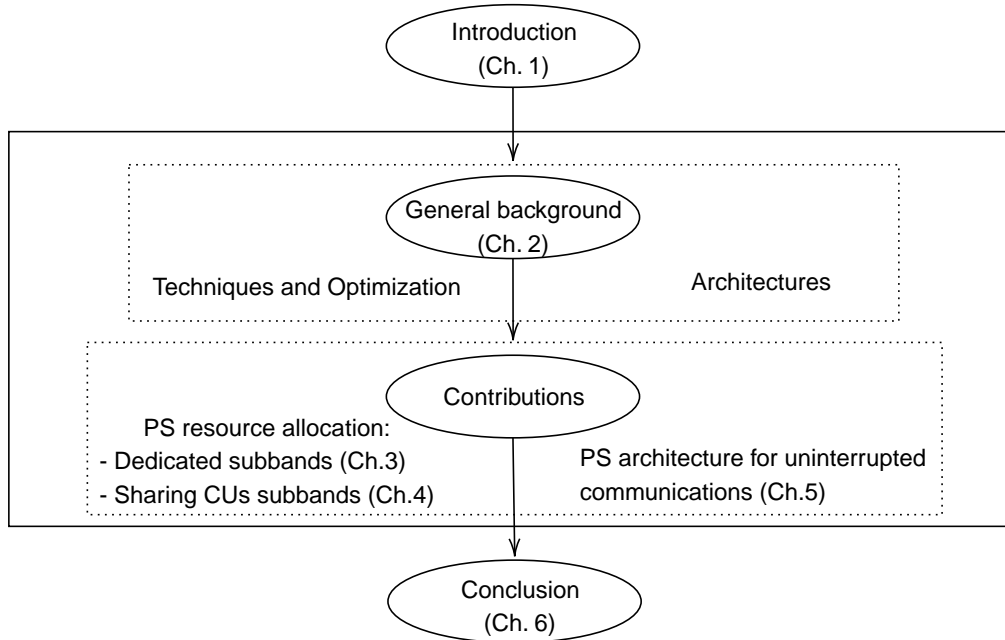 Introduction
(Ch. 1)
General background
(Ch. 2)
Techniques and Optimization
Architectures
Contributions
PS resource allocation:
- Dedicated subbands (Ch.3)
- Sharing CUs subbands (Ch.4)
PS architecture for uninterrupted
communications (Ch.5)
Conclusion
(Ch. 6)